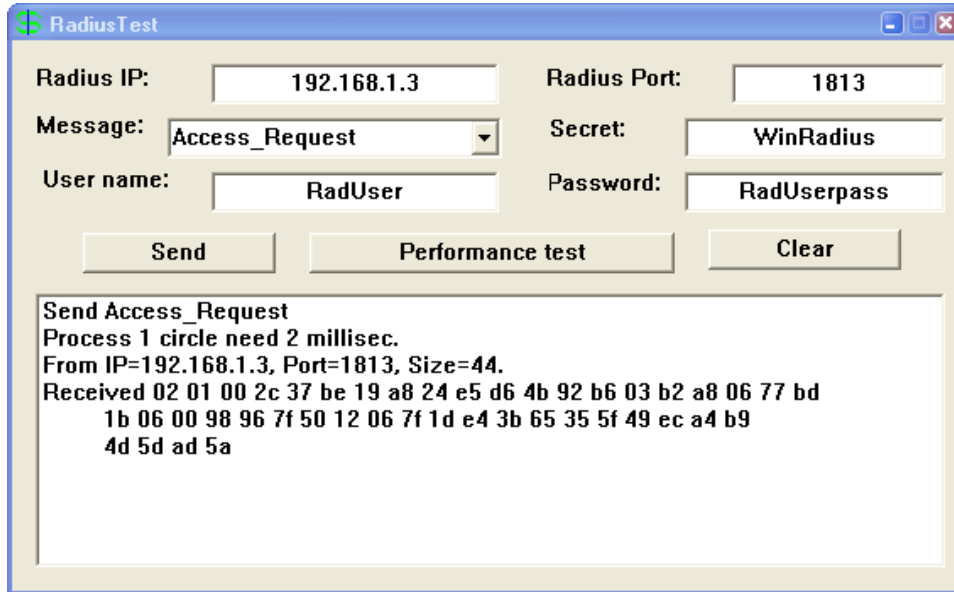 RadiusTest
Radius IP: 192.168.1.3 Radius Port: 1813
Message: Access_Request Secret: WinRadius
User name: RadUser Password: RadUserpass
Send Performance test Clear
Send Access_Request
Process 1 circle need 2 millisec.
From IP=192.168.1.3, Port=1813, Size=44.
Received 02 01 00 2c 37 be 19 a8 24 e5 d6 4b 92 b6 03 b2 a8 06 77 bd
1b 06 00 98 96 7f 50 12 06 7f 1d e4 3b 65 35 5f 49 ec a4 b9
4d 5d ad 5a